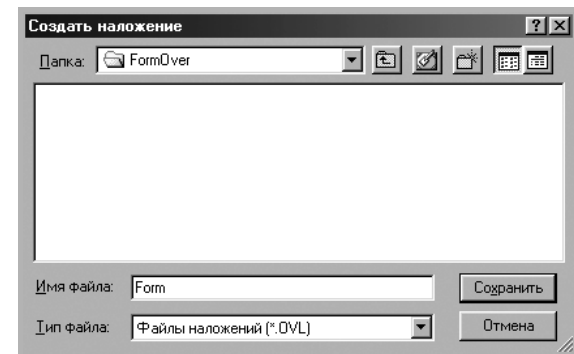 Создать наложение
Папка: FormOver
Имя файла: Form Сохранить
Тип файла: Файлы наложений (*.OVL) Отмена